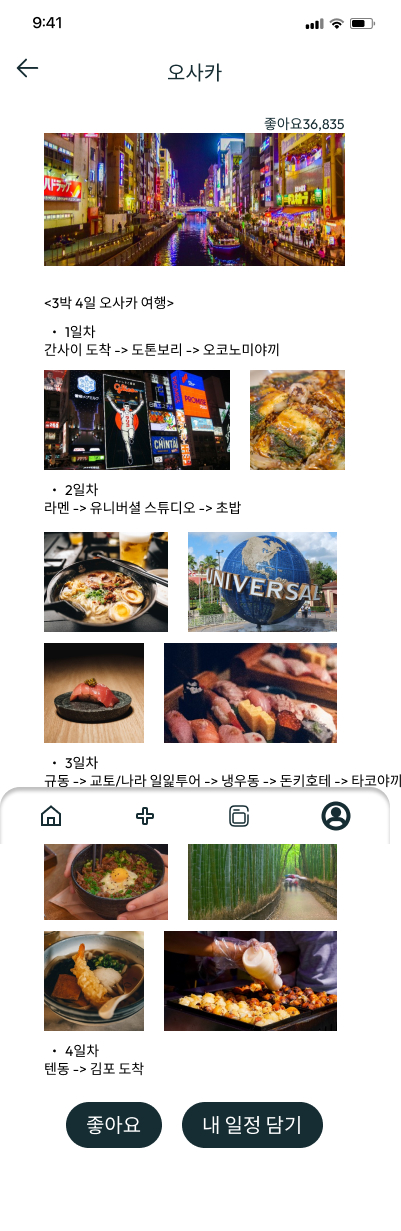 9:41
오사카
좋아요36,835
<3박 4일 오사카 여행>
• 1일차
간사이 도착 -> 도톤보리 -> 오코노미야끼
PROMISE
CHINTAI
• 2일차
라멘 -> 유니버셜 스튜디오 -> 초밥
UNIVERSAL
• 3일차
규동 -> 교토/나라 일잃투어 -> 냉우동 -> 돈키호테 -> 타코야끼
• 4일차
텐동 -> 김포 도착
좋아요
내 일정 담기